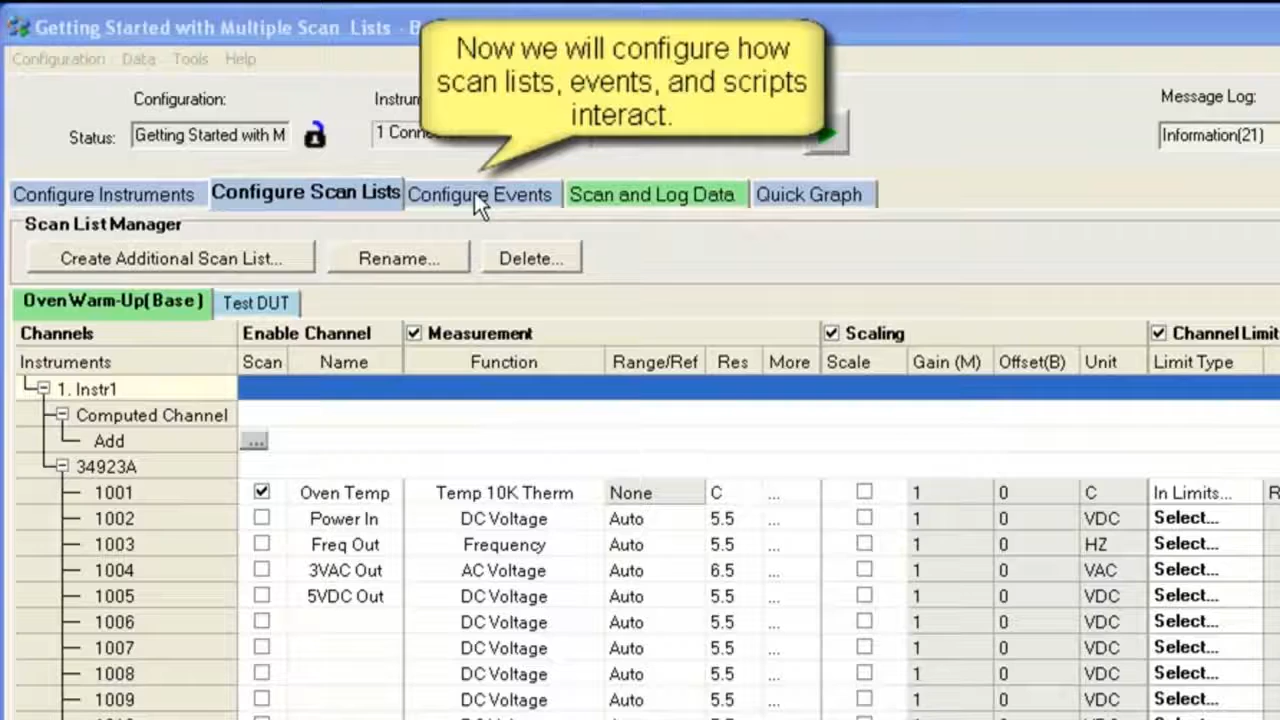 Getting Started with Multiple Scan Lists - B
Now we will configure how
scan lists, events, and scripts
interact.
Configuration Data Tools Help
Configuration:
Message Log:
Status: Getting Started with M
1 Conn
Information(21)
Configure Instruments Configure Scan Lists Configure Events Scan and Log Data Quick Graph
Scan List Manager
Create Additional Scan List... Rename... Delete...
Oven Warm-Up(Base) Test DUT
Channels Enable Channel Measurement Scaling Channel Limit
Instruments Scan Name Function Range/Ref Res More Scale Gain (M) Offset(B) Unit Limit Type
1. Instr1
Computed Channel
Add ...
34923A
1001 Oven Temp Temp 10K Therm None C ... 1 0 C In Limits... R
1002 Power In DC Voltage Auto 5.5 ... 1 0 VDC Select...
1003 Freq Out Frequency Auto 5.5 ... 1 0 HZ Select...
1004 3VAC Out AC Voltage Auto 6.5 ... 1 0 VAC Select...
1005 5VDC Out DC Voltage Auto 5.5 ... 1 0 VDC Select...
1006 DC Voltage Auto 5.5 ... 1 0 VDC Select...
1007 DC Voltage Auto 5.5 ... 1 0 VDC Select...
1008 DC Voltage Auto 5.5 ... 1 0 VDC Select...
1009 DC Voltage Auto 5.5 ... 1 0 VDC Select...